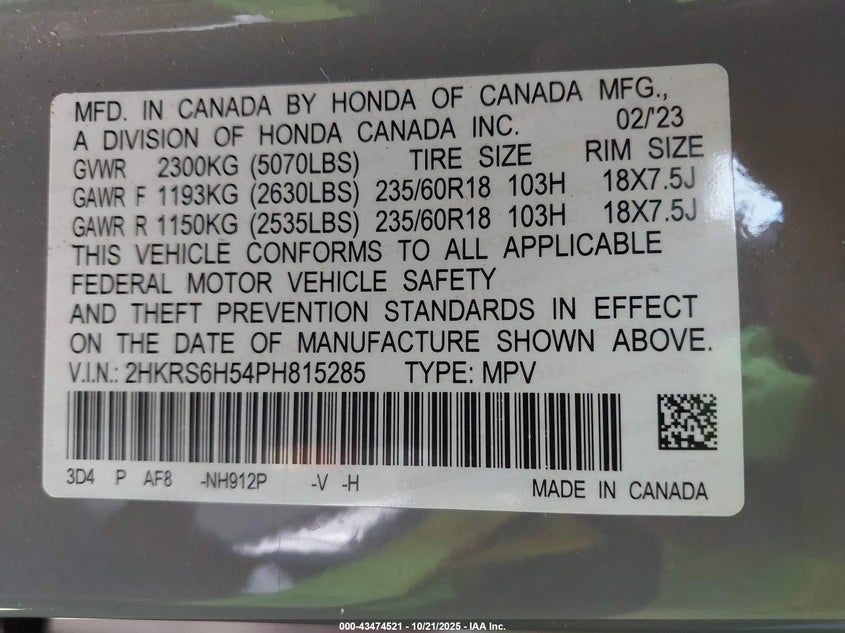 MFD. IN CANADA BY HONDA OF CANADA MFG.,
A DIVISION OF HONDA CANADA INC. 02/'23
GVWR 2300KG (5070LBS) TIRE SIZE RIM SIZE
GAWR F 1193KG (2630LBS) 235/60R18 103H 18X7.5J
GAWR R 1150KG (2535LBS) 235/60R18 103H 18X7.5J
THIS VEHICLE CONFORMS TO ALL APPLICABLE
FEDERAL MOTOR VEHICLE SAFETY
AND THEFT PREVENTION STANDARDS IN EFFECT
ON THE DATE OF MANUFACTURE SHOWN ABOVE.
V.I.N.: 2HKRS6H54PH815285 TYPE: MPV
3D4 P AF8 -NH912P -V -H
MADE IN CANADA
000-43474521 - 10/21/2025 - IAA Inc.